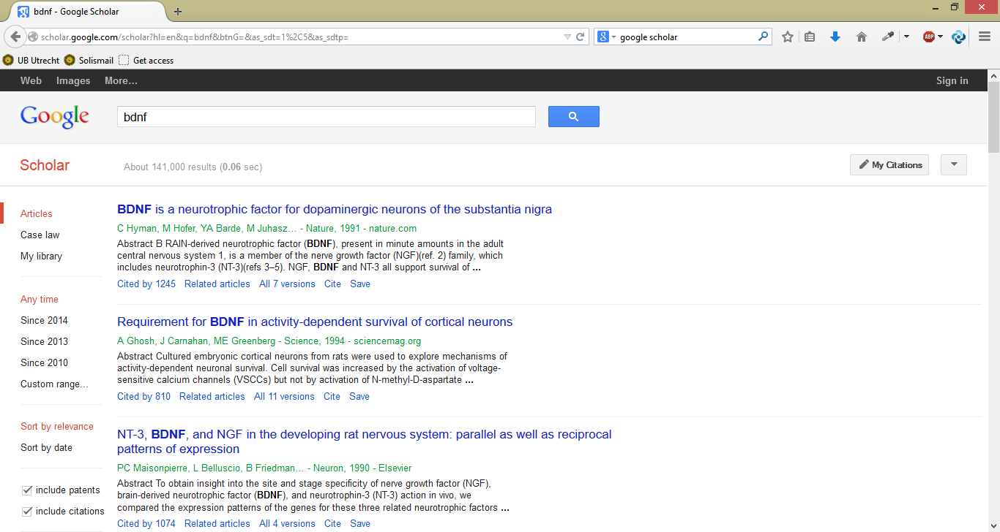 bdnf - Google Scholar
scholar.google.com/scholar?hl=en&q=bdnf&btnG=&as_sdt=1%2C5&as_sdtp=
8 google scholar
ABP
UB Utrecht Solismail Get access
Web Images More... Sign in
Google bdnf
Scholar About 141,000 results (0.06 sec) My Citations
Articles
Case law
My library
Any time
Since 2014
Since 2013
Since 2010
Custom range...
Sort by relevance
Sort by date
include patents
include citations
BDNF is a neurotrophic factor for dopaminergic neurons of the substantia nigra
C Hyman, M Hofer, YA Barde, M Juhasz… - Nature, 1991 - nature.com
Abstract B RAIN-derived neurotrophic factor (BDNF), present in minute amounts in the adult
central nervous system 1, is a member of the nerve growth factor (NGF)(ref. 2) family, which
includes neurotrophin-3 (NT-3)(refs 3–5). NGF, BDNF and NT-3 all support survival of ...
Cited by 1245 Related articles All 7 versions Cite Save
Requirement for BDNF in activity-dependent survival of cortical neurons
A Ghosh, J Carnahan, ME Greenberg - Science, 1994 - sciencemag.org
Abstract Cultured embryonic cortical neurons from rats were used to explore mechanisms of
activity-dependent neuronal survival. Cell survival was increased by the activation of voltage-
sensitive calcium channels (VSCCs) but not by activation of N-methyl-D-aspartate ...
Cited by 810 Related articles All 11 versions Cite Save
NT-3, BDNF, and NGF in the developing rat nervous system: parallel as well as reciprocal
patterns of expression
PC Maisonpierre, L Belluscio, B Friedman… - Neuron, 1990 - Elsevier
Abstract To obtain insight into the site and stage specificity of nerve growth factor (NGF),
brain-derived neurotrophic factor (BDNF), and neurotrophin-3 (NT-3) action in vivo, we
compared the expression patterns of the genes for these three related neurotrophic factors ...
Cited by 1074 Related articles All 4 versions Cite Save